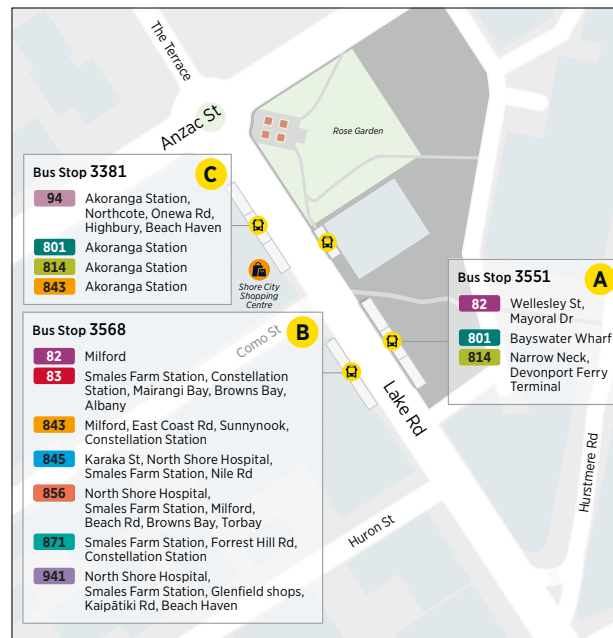 The Terrace
Anzac St
Rose Garden
Bus Stop 3381
C
94
Akoranga Station,
Northcote, Onewa Rd,
Highbury, Beach Haven
801
Akoranga Station
814
Akoranga Station
843
Akoranga Station
Shore City
Shopping
Centre
Bus Stop 3551
A
82
Wellesley St,
Mayoral Dr
801
Bayswater Wharf
814
Narrow Neck,
Devonport Ferry
Terminal
Como St
Bus Stop 3568
B
82
Milford
83
Smales Farm Station, Constellation
Station, Mairangi Bay, Browns Bay,
Albany
843
Milford, East Coast Rd, Sunnynook,
Constellation Station
845
Karaka St, North Shore Hospital,
Smales Farm Station, Nile Rd
856
North Shore Hospital,
Smales Farm Station, Milford,
Beach Rd, Browns Bay, Torbay
871
Smales Farm Station, Forrest Hill Rd,
Constellation Station
941
North Shore Hospital,
Smales Farm Station, Glenfield shops,
Kaipātiki Rd, Beach Haven
Lake Rd
Huron St
Hurstmere Rd